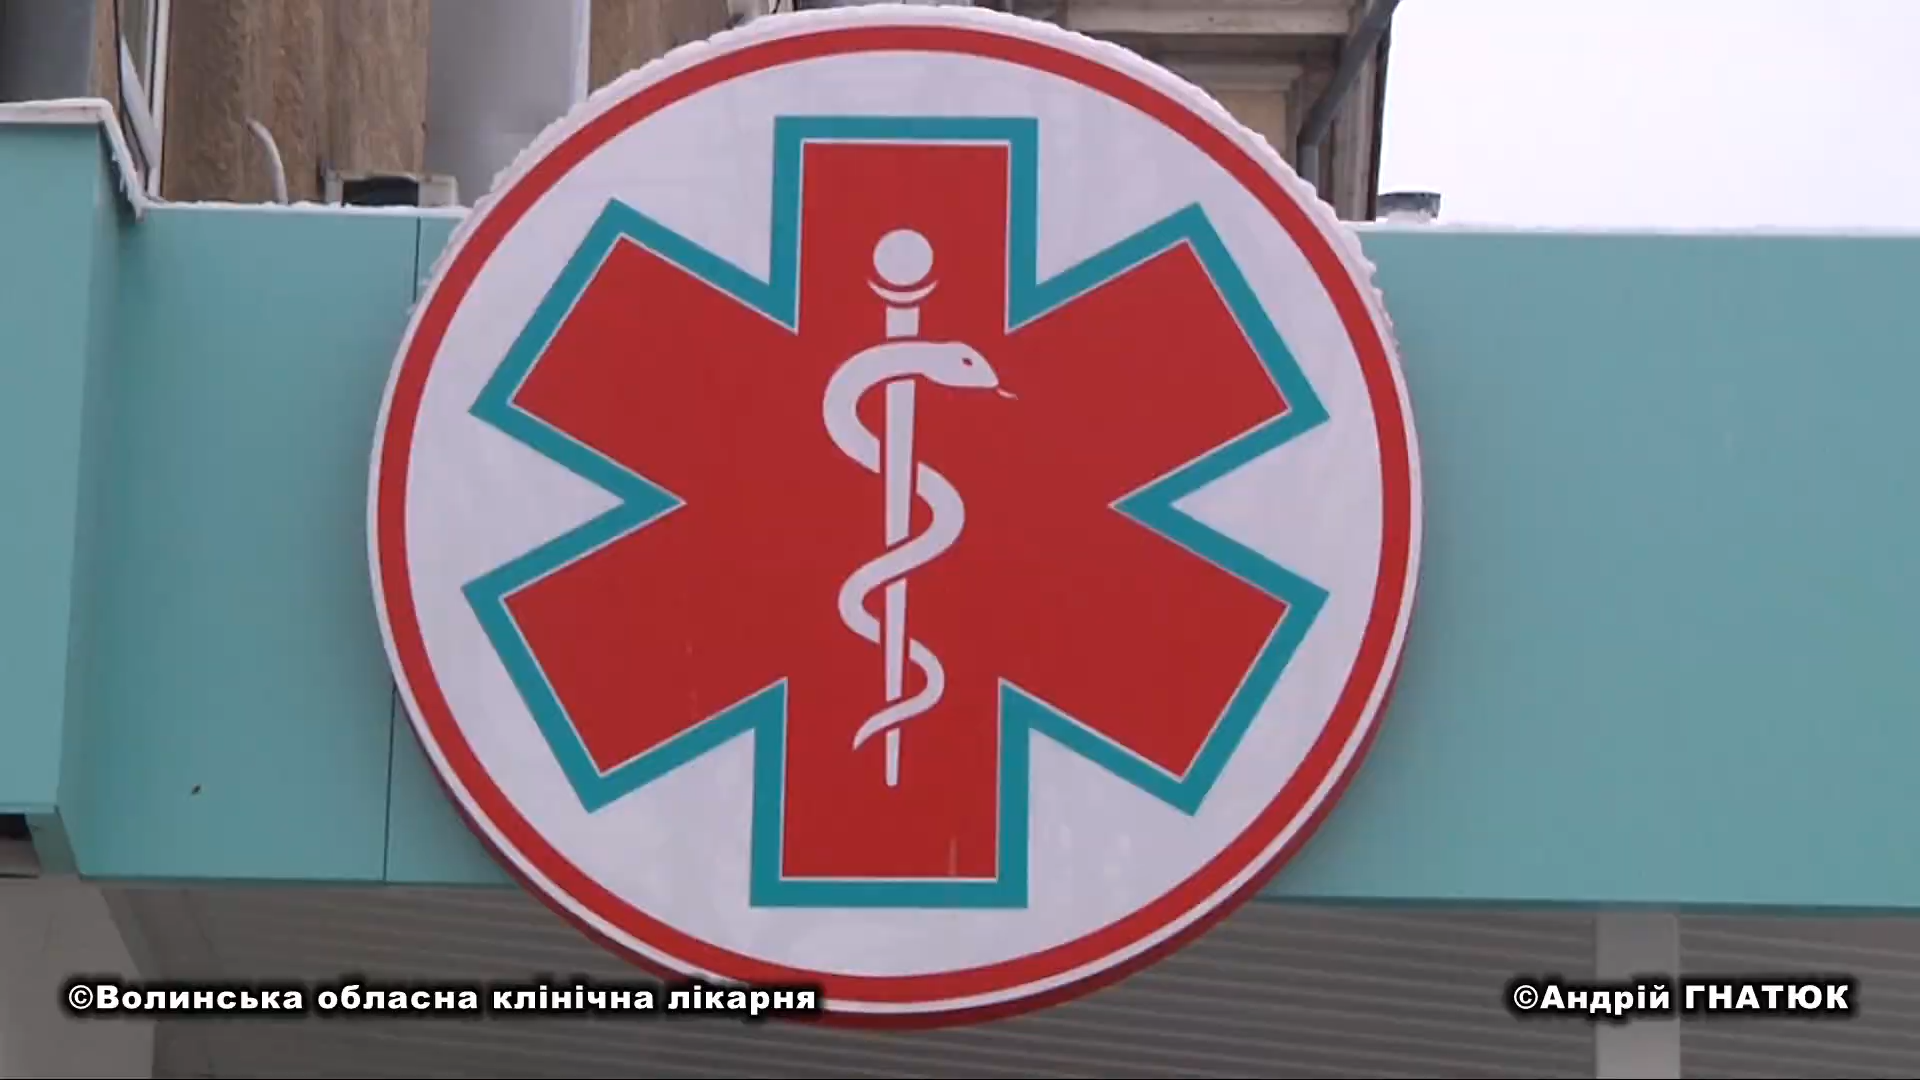 ©Волинська обласна клінічна лікарня
©Андрій ГНАТЮК